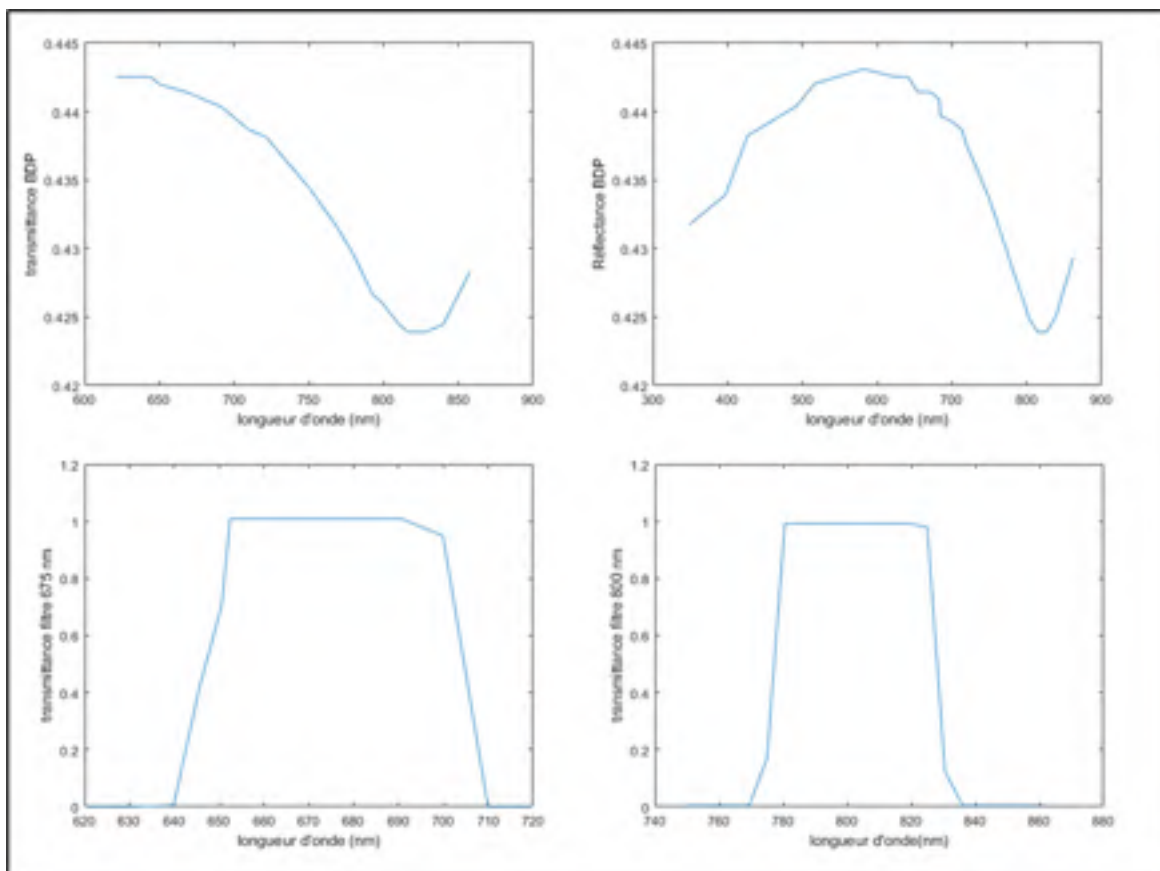 transmittance BDP
0.445
0.44
0.435
0.43
0.425
0.42
600 650 700 750 800 850 900
longueur d'onde (nm)
Réflectance BDP
0.445
0.44
0.435
0.43
0.425
0.42
300 400 500 600 700 800 900
longueur d'onde (nm)
transmittance filtre 675 nm
1.2
1
0.8
0.6
0.4
0.2
0
620 630 640 650 660 670 680 690 700 710 720
longueur d'onde (nm)
transmittance filtre 800 nm
1.2
1
0.8
0.6
0.4
0.2
0
740 760 780 800 820 840 860 880
longueur d'onde(nm)